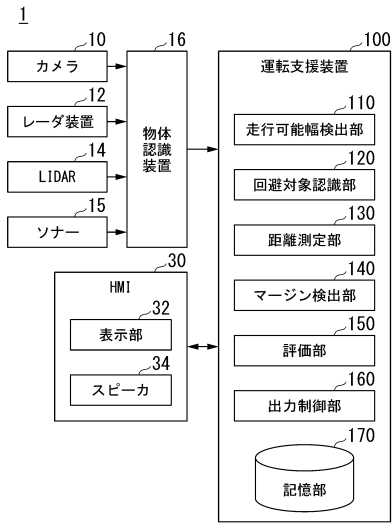 1
10
カメラ
12
レーダ装置
14
LIDAR
15
ソナー
16
物体
認識
装置
30
HMI
32
表示部
34
スピーカ
100
運転支援装置
110
走行可能幅検出部
120
回避対象認識部
130
距離測定部
140
マージン検出部
150
評価部
160
出力制御部
170
記憶部